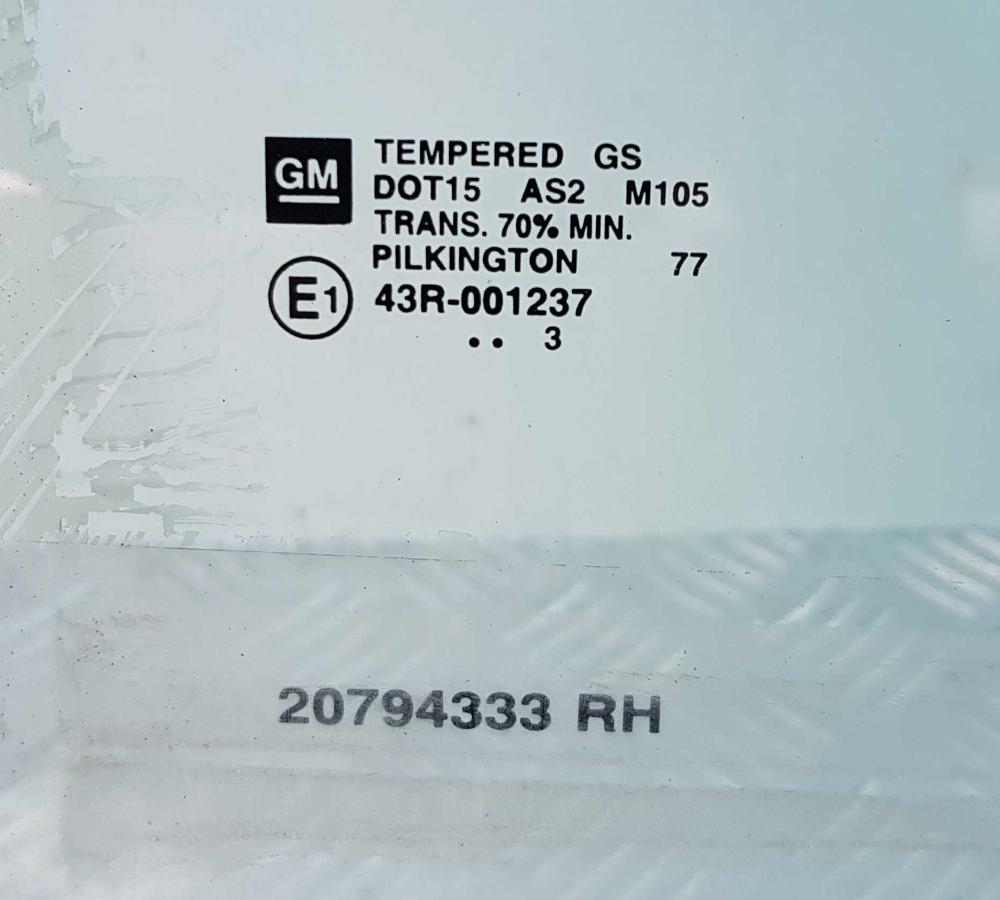 GM
TEMPERED GS
DOT15 AS2 M105
TRANS. 70% MIN.
PILKINGTON 77
E1 43R-001237
•• 3
20794333 RH